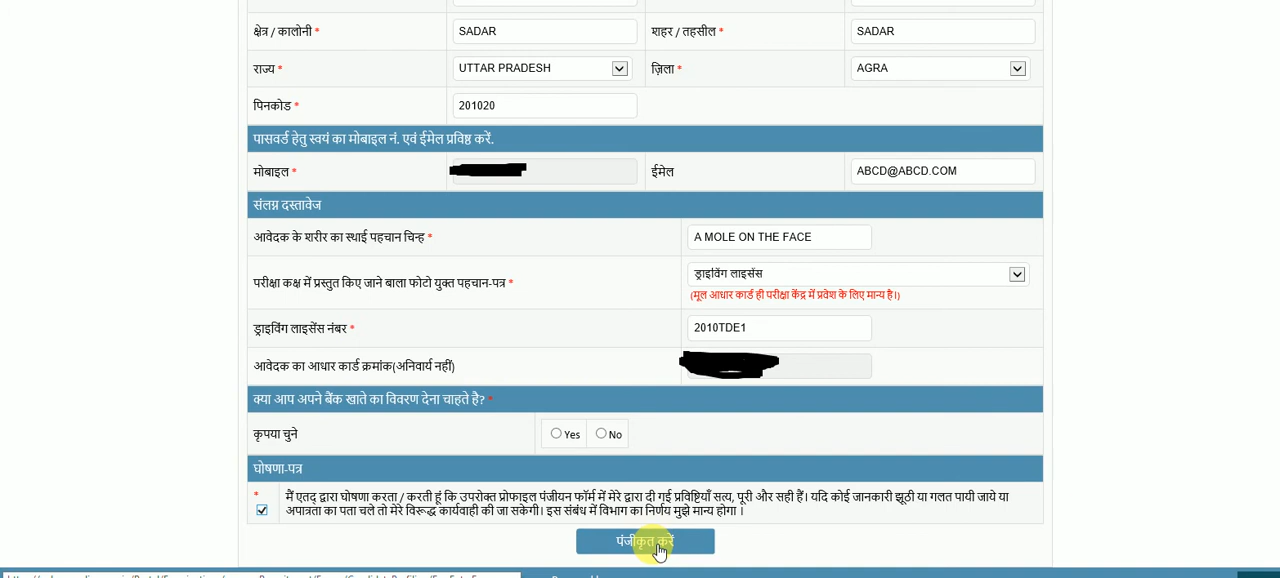 क्षेत्र / कालोनी * SADAR शहर / तहसील * SADAR
राज्य * UTTAR PRADESH ज़िला * AGRA
पिनकोड * 201020
पासवर्ड हेतु स्वयं का मोबाइल नं. एवं ईमेल प्रविष्ठ करें.
मोबाइल * ईमेल ABCD@ABCD.COM
संलग्न दस्तावेज
आवेदक के शरीर का स्थाई पहचान चिन्ह * A MOLE ON THE FACE
परीक्षा कक्ष में प्रस्तुत किए जाने बाला फोटो युक्त पहचान-पत्र * ड्राइविंग लाइसेंस
(मूल आधार कार्ड ही परीक्षा केंद्र में प्रवेश के लिए मान्य है।)
ड्राइविंग लाइसेंस नंबर * 2010TDE1
आवेदक का आधार कार्ड क्रमांक(अनिवार्य नहीं)
क्या आप अपने बैंक खाते का विवरण देना चाहते है? *
कृपया चुने Yes No
घोषणा-पत्र
* मैं एतद् द्वारा घोषणा करता / करती हूं कि उपरोक्त प्रोफाइल पंजीयन फॉर्म में मेरे द्वारा दी गई प्रविष्टियाँ सत्य, पूरी और सही हैं। यदि कोई जानकारी झूठी या गलत पायी जाये या
अपात्रता का पता चले तो मेरे विरूद्ध कार्यवाही की जा सकेगी। इस संबंध में विभाग का निर्णय मुझे मान्य होगा ।
पंजीकृत करें